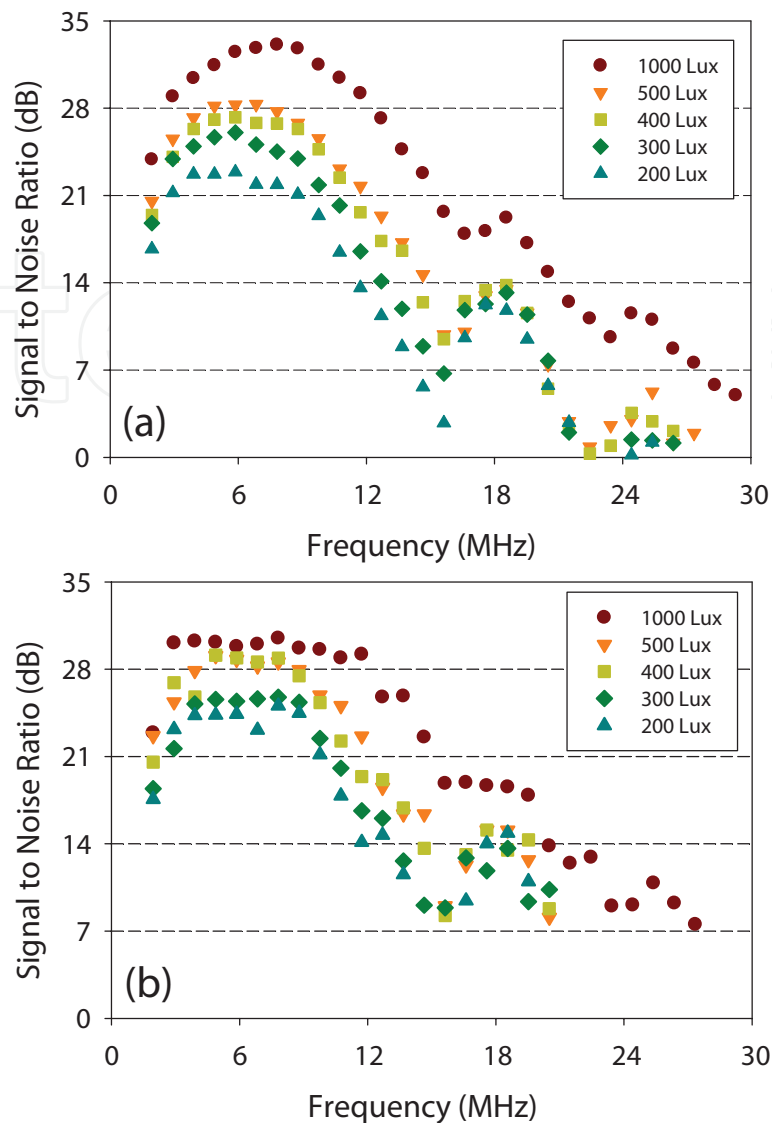 35
28
21
14
7
0
Signal to Noise Ratio (dB)
1000 Lux
500 Lux
400 Lux
300 Lux
200 Lux
(a)
0 6 12 18 24 30
Frequency (MHz)
35
28
21
14
7
0
Signal to Noise Ratio (dB)
1000 Lux
500 Lux
400 Lux
300 Lux
200 Lux
(b)
0 6 12 18 24 30
Frequency (MHz)